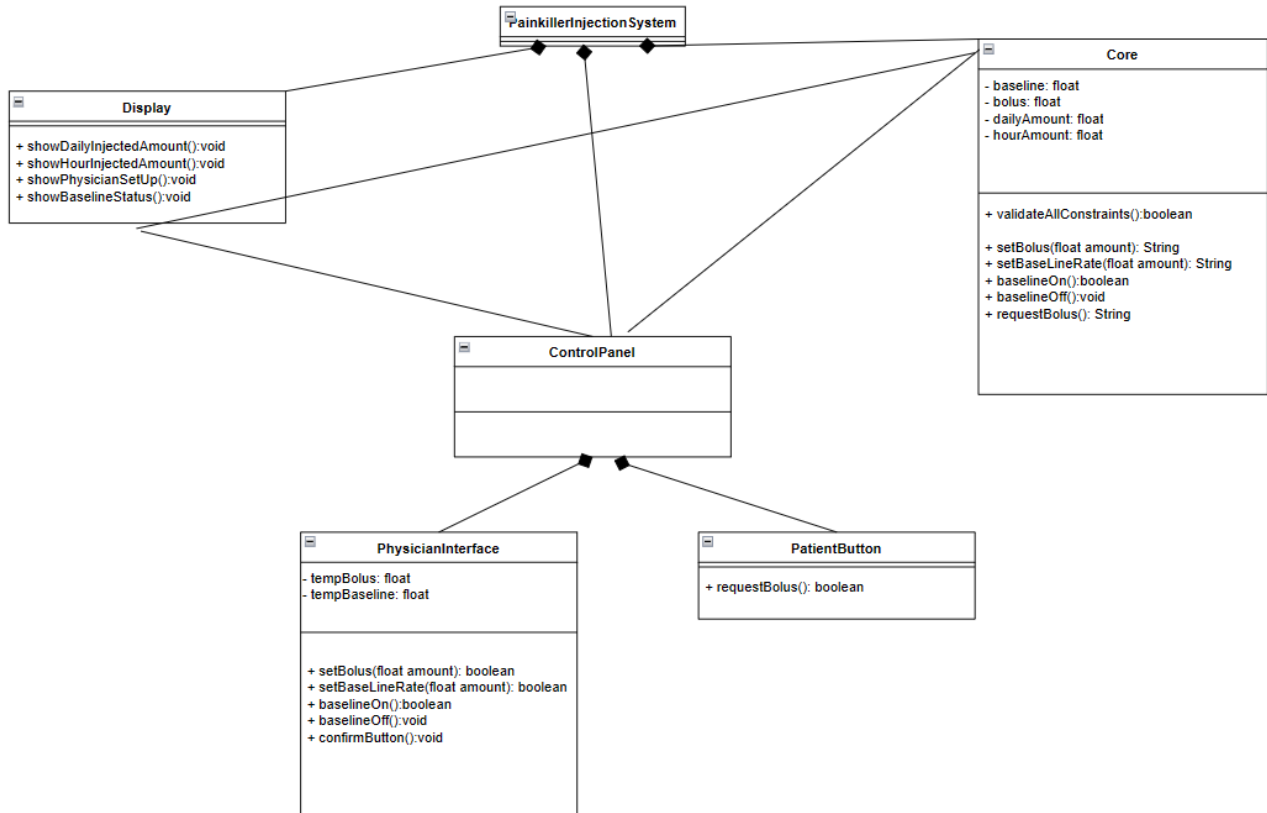 PainkillerInjectionSystem
Core
- baseline: float
- bolus: float
- dailyAmount: float
- hourAmount: float
+ validateAllConstraints():boolean
+ setBolus(float amount): String
+ setBaseLineRate(float amount): String
+ baselineOn():boolean
+ baselineOff():void
+ requestBolus(): String
Display
+ showDailyInjectedAmount():void
+ showHourInjectedAmount():void
+ showPhysicianSetUp():void
+ showBaselineStatus():void
ControlPanel
PhysicianInterface
- tempBolus: float
- tempBaseline: float
+ setBolus(float amount): boolean
+ setBaseLineRate(float amount): boolean
+ baselineOn():boolean
+ baselineOff():void
+ confirmButton():void
PatientButton
+ requestBolus(): boolean